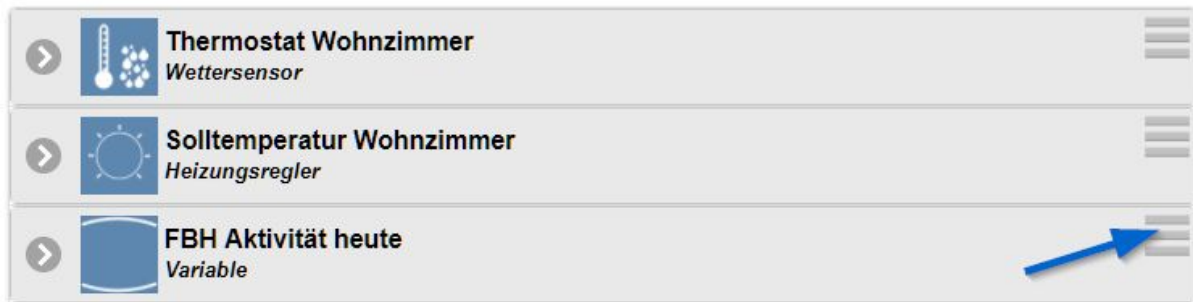 Thermostat Wohnzimmer
Wettersensor
Solltemperatur Wohnzimmer
Heizungsregler
FBH Aktivität heute
Variable